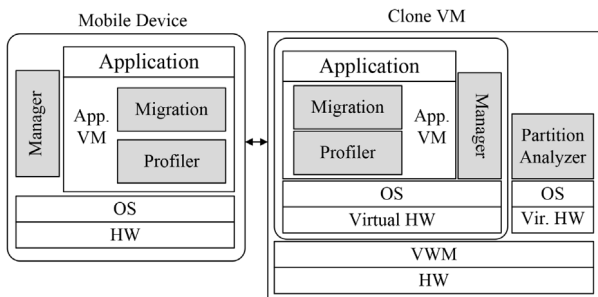 Mobile Device
Clone VM
Application
Manager
App.
VM
Migration
Profiler
OS
HW
Application
Migration
Profiler
App.
VM
Manager
OS
Virtual HW
Partition
Analyzer
OS
Vir. HW
VWM
HW